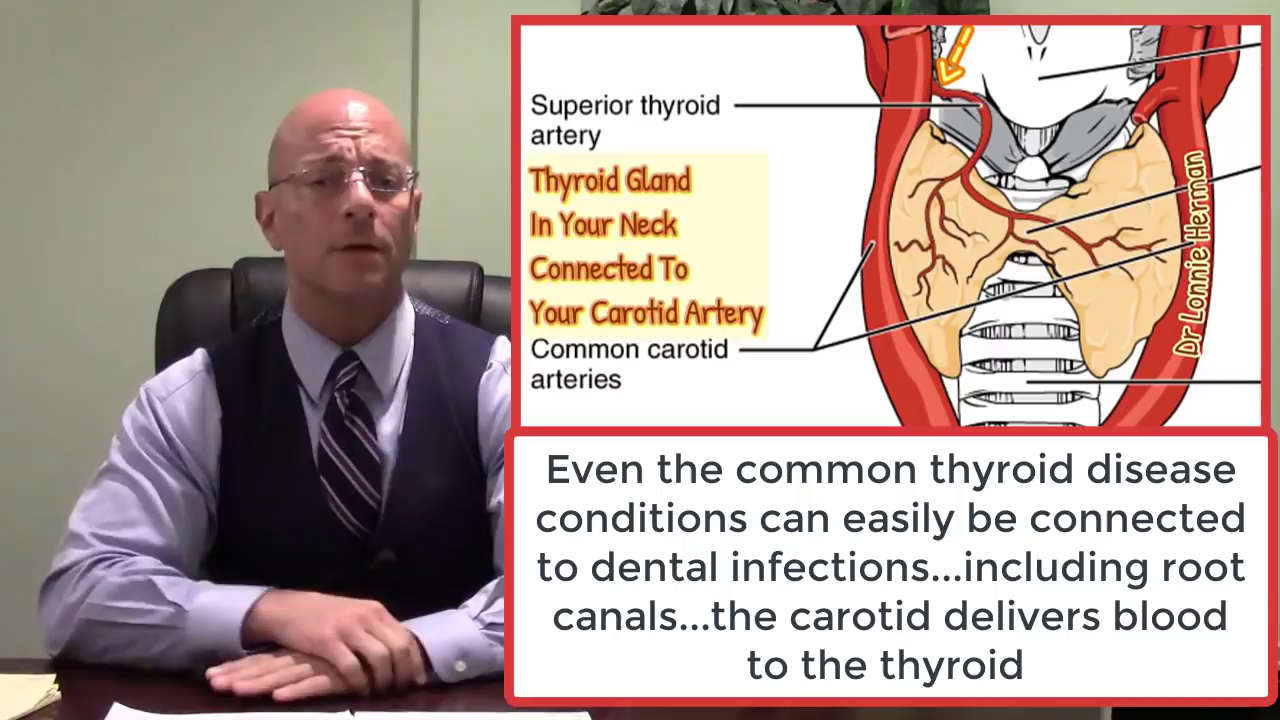 Superior thyroid
artery
Thyroid Gland
In Your Neck
Connected To
Your Carotid Artery
Common carotid
arteries
Dr Lonnie Herman
Even the common thyroid disease
conditions can easily be connected
to dental infections...including root
canals...the carotid delivers blood
to the thyroid